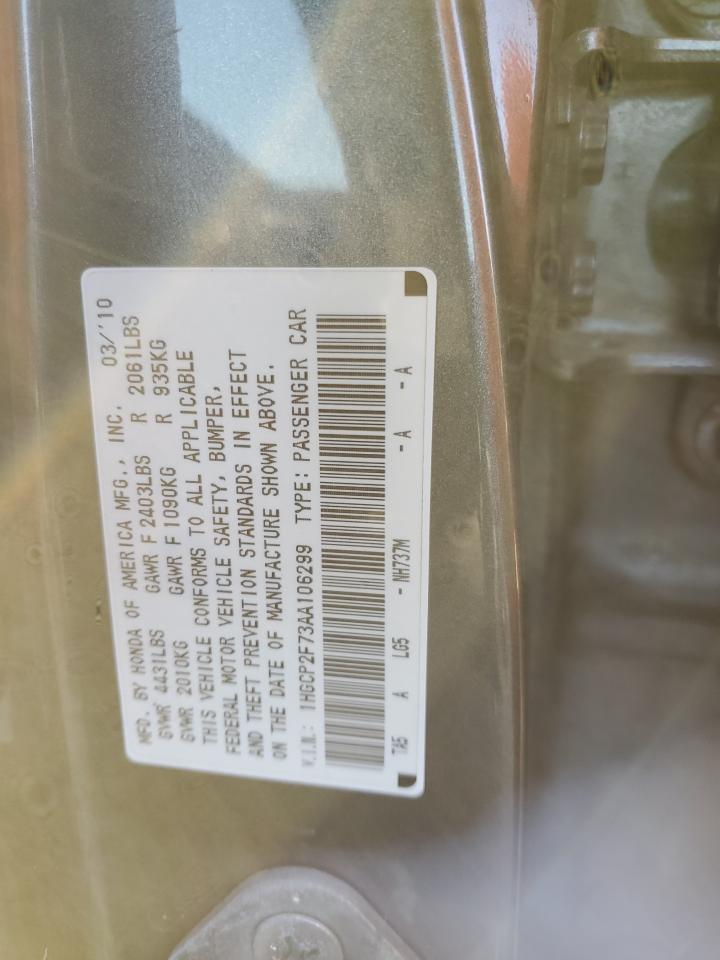 MFD. BY HONDA OF AMERICA MFG., INC. 03/'10
GVWR 4431LBS GAWR F 2403LBS R 2061LBS
GVWR 2010KG GAWR F 1090KG R 935KG
THIS VEHICLE CONFORMS TO ALL APPLICABLE
FEDERAL MOTOR VEHICLE SAFETY, BUMPER,
AND THEFT PREVENTION STANDARDS IN EFFECT
ON THE DATE OF MANUFACTURE SHOWN ABOVE.
V.I.N.: 1HGCP2F73AA106299 TYPE: PASSENGER CAR
TA5 A LG5 - NH737M - A - A